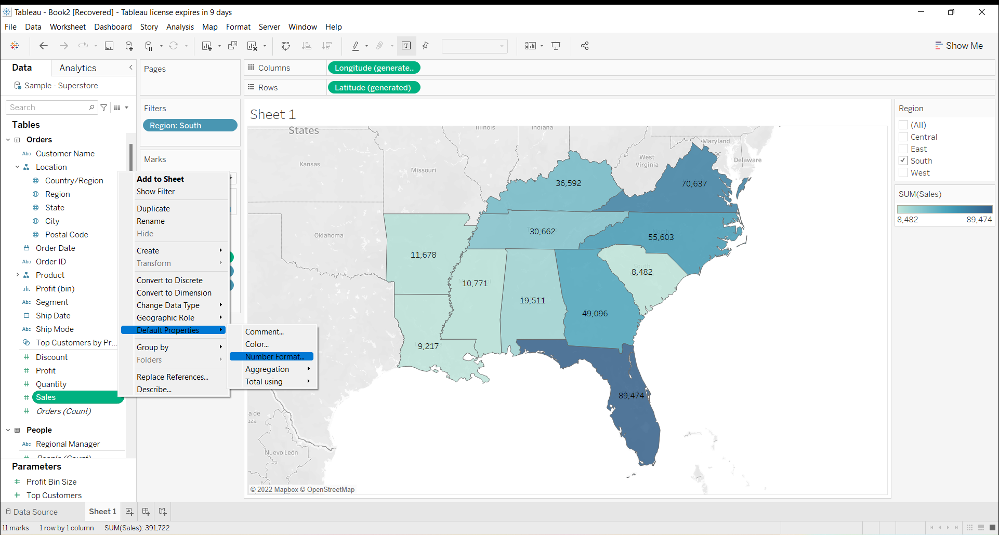 Tableau - Book2 [Recovered] - Tableau license expires in 9 days
File Data Worksheet Dashboard Story Analysis Map Format Server Window Help
Show Me
Data
Analytics
Sample - Superstore
Search
Tables
Orders
Abc Customer Name
Location
Country/Region
Region
State
City
Postal Code
Order Date
Abc Order ID
Product
Profit (bin)
Abc Segment
Ship Date
Abc Ship Mode
Top Customers by Pr...
# Discount
# Profit
# Quantity
# Sales
# Orders (Count)
People
Abc Regional Manager
# People (Count)
Parameters
# Profit Bin Size
# Top Customers
Pages
Filters
Region: South
Marks
Add to Sheet
Show Filter
Duplicate
Rename
Hide
Create
Transform
Convert to Discrete
Convert to Dimension
Change Data Type
Geographic Role
Default Properties
Group by
Folders
Replace References...
Describe...
Comment...
Color...
Number Format...
Aggregation
Total using
Columns
Longitude (generate..
Rows
Latitude (generated)
Sheet 1
States
Illinois
Indiana
Maryland
DC
Delaware
West
Virginia
Kansas
Missouri
Oklahoma
36,592
70,637
30,662
North
55,603
11,678
South
8,482
10,771
19,511
49,096
9,217
89,474
a de
oza
Nuevo León
© 2022 Mapbox © OpenStreetMap
Region
(All)
Central
East
South
West
SUM(Sales)
8,482 89,474
Data Source
Sheet 1
11 marks 1 row by 1 column SUM(Sales): 391,722